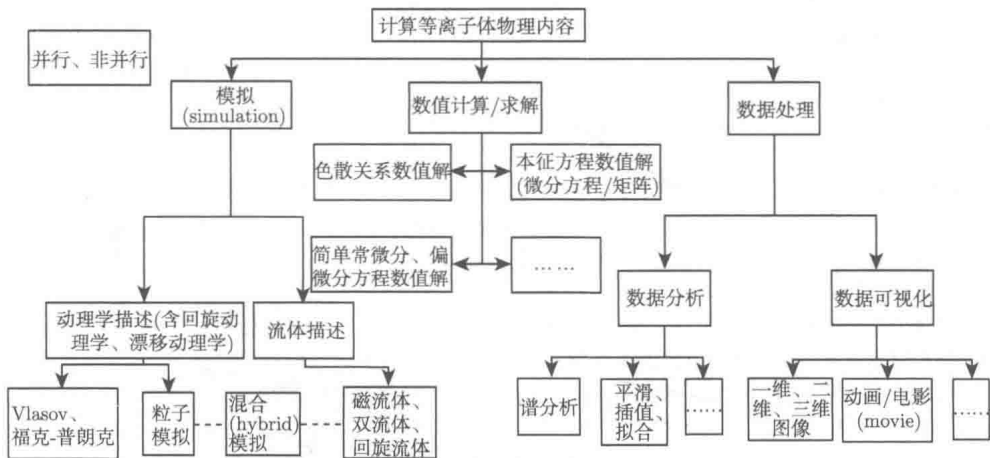 计算等离子体物理内容
并行、非并行
模拟
(simulation)
数值计算/求解
数据处理
色散关系数值解
本征方程数值解
(微分方程/矩阵)
简单常微分、偏
微分方程数值解
… …
数据分析
数据可视化
动理学描述(含回旋动
理学、漂移动理学)
流体描述
Vlasov、
福克-普朗克
粒子
模拟
混合
(hybrid)
模拟
磁流体、
双流体、
回旋流体
谱分析
平滑、
插值、
拟合
……
一维、二
维、三维
图像
动画/电影
(movie)
……